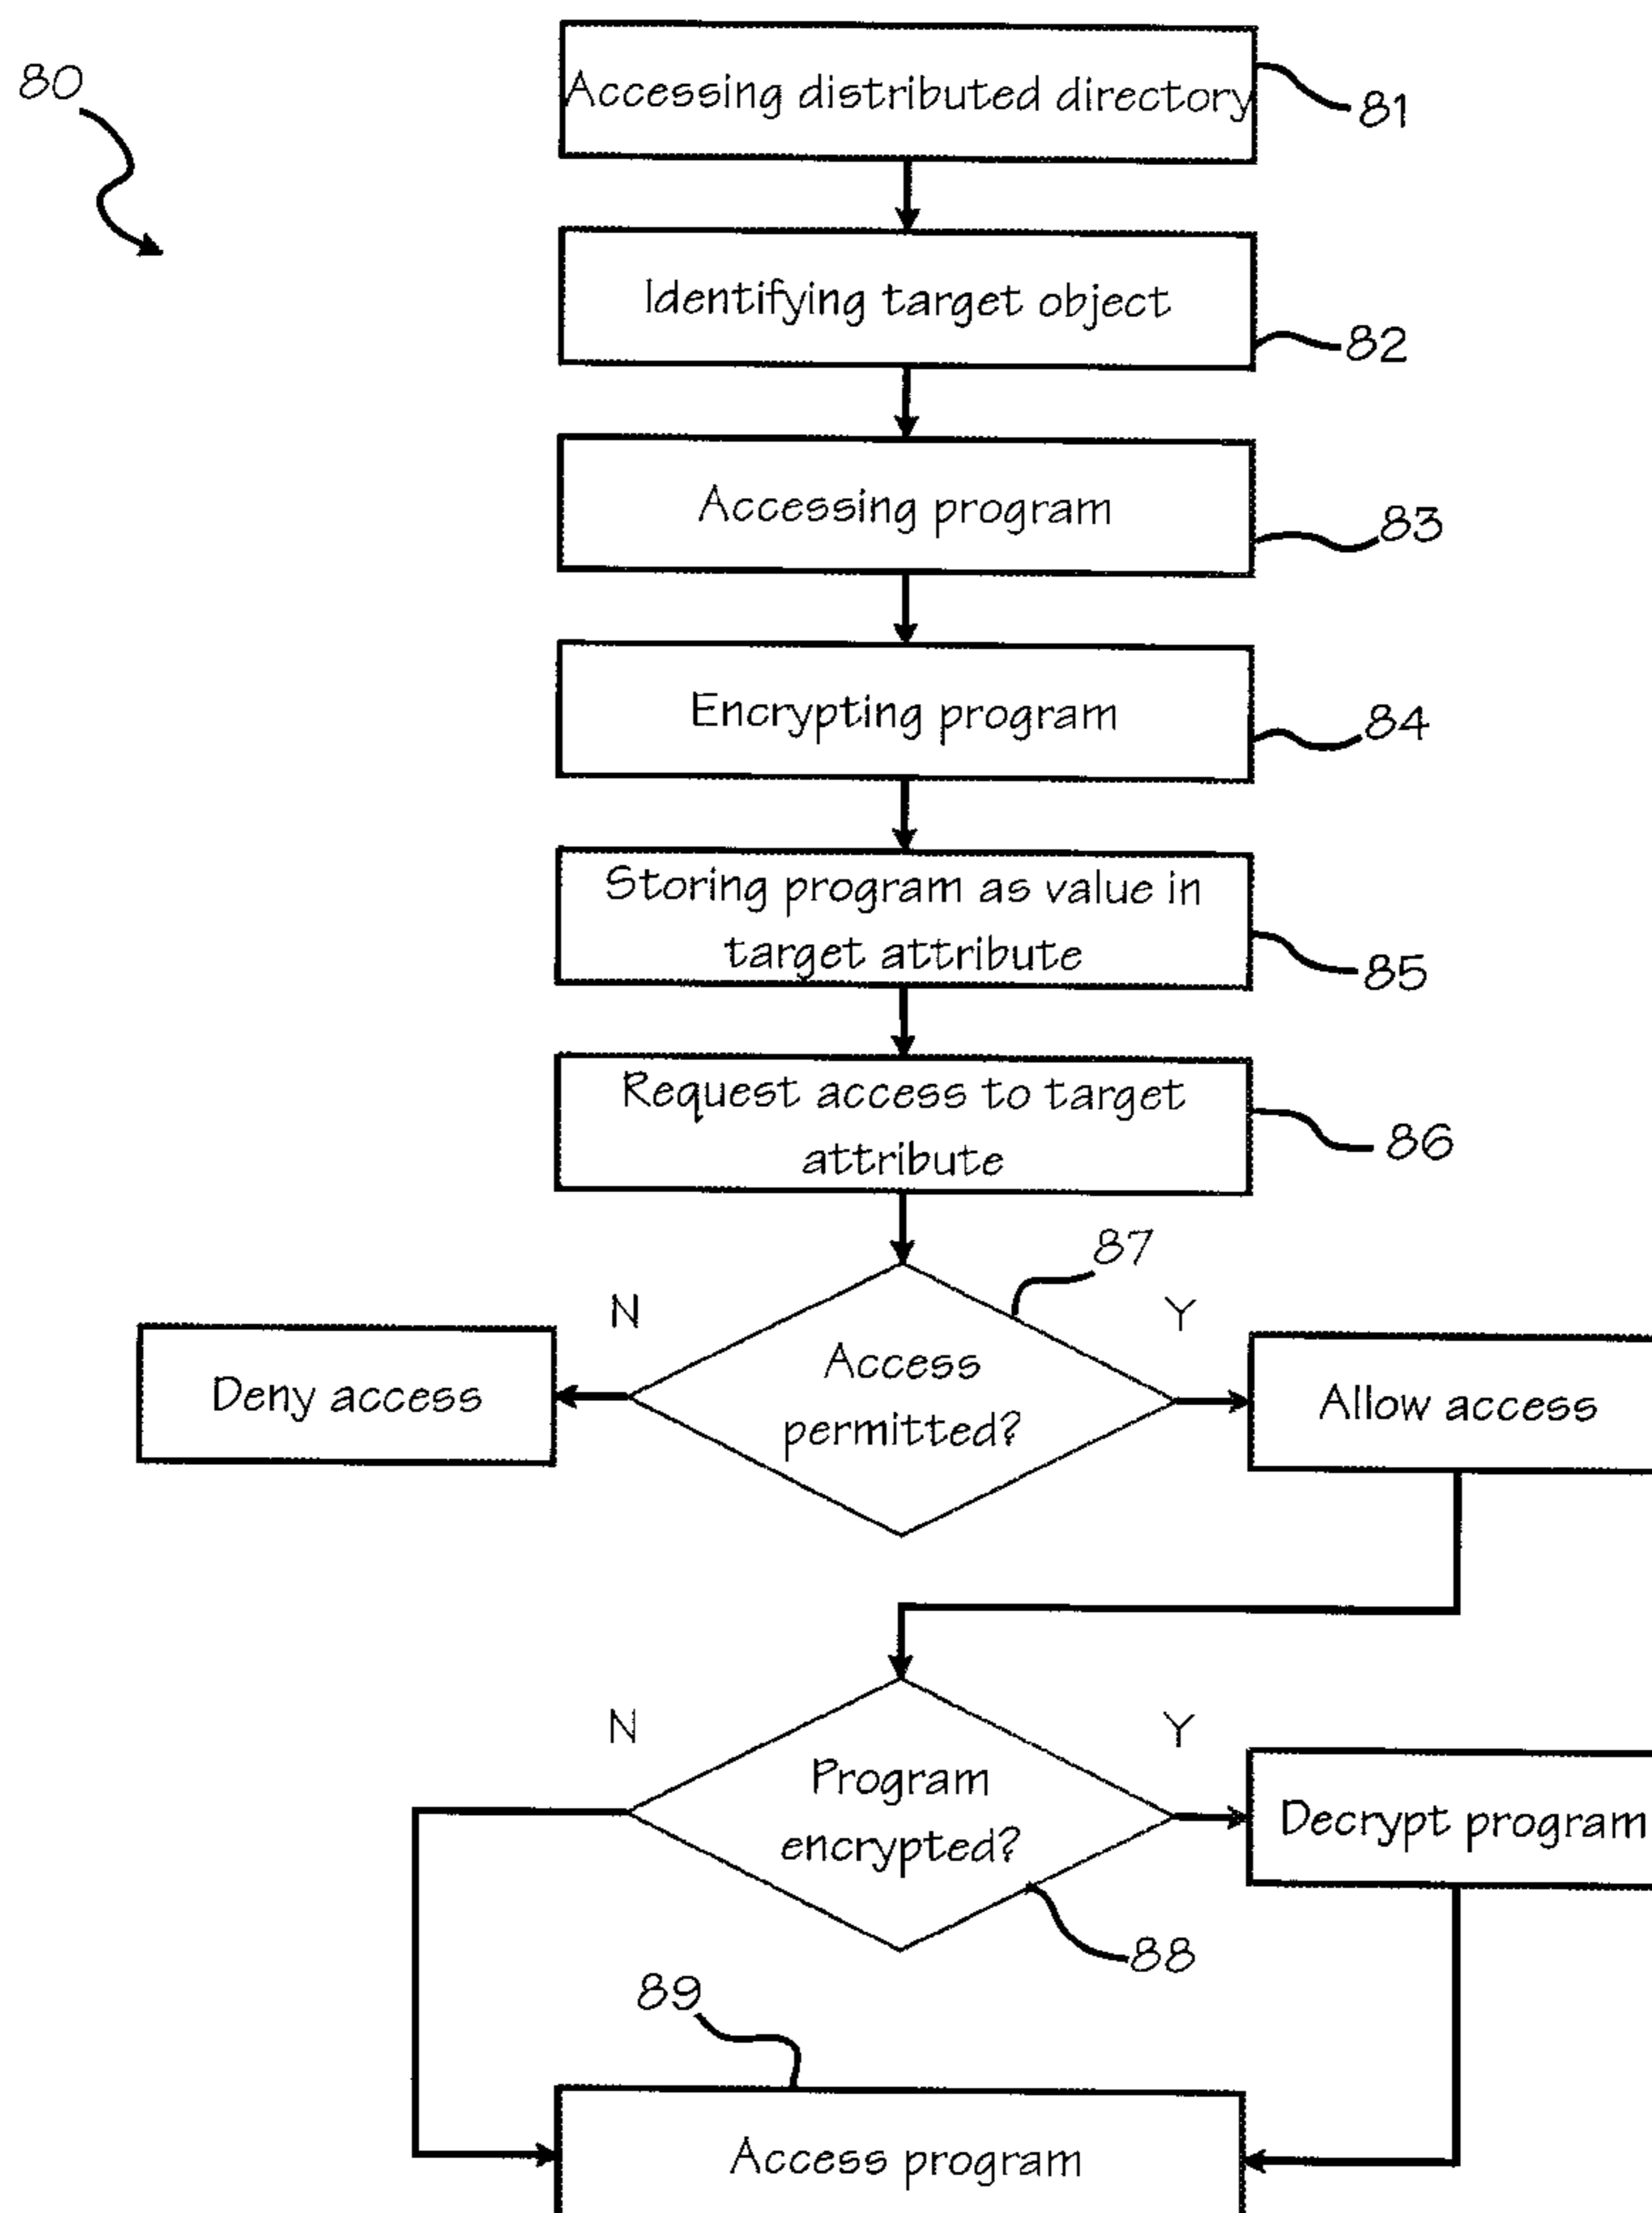 80
Accessing distributed directory
81
Identifying target object
82
Accessing program
83
Encrypting program
84
Storing program as value in
target attribute
85
Request access to target
attribute
86
87
N
Y
Deny access
Access
permitted?
Allow access
N
Y
Program
encrypted?
Decrypt program
88
89
Access program